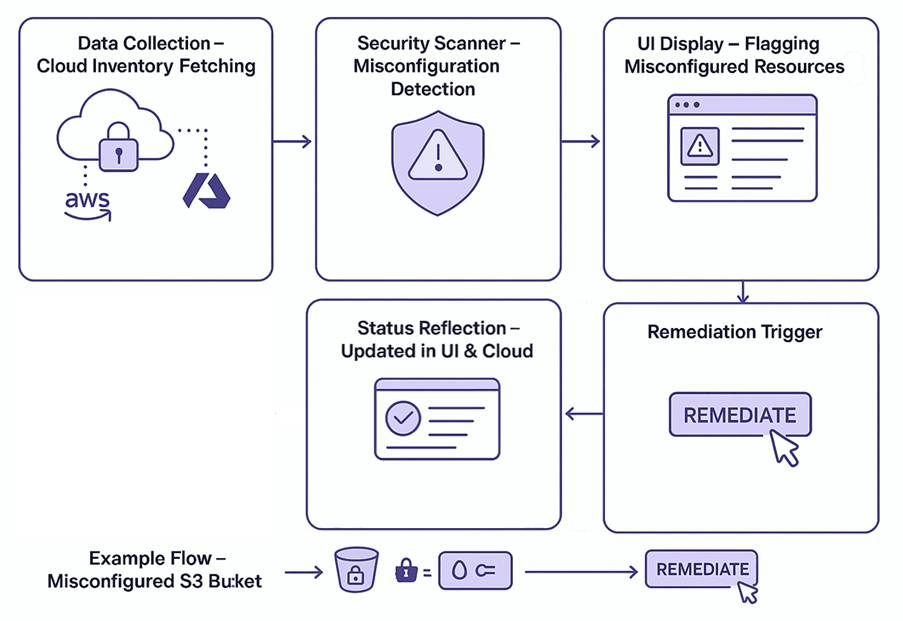 Data Collection –
Cloud Inventory Fetching
aws
Security Scanner –
Misconfiguration
Detection
UI Display – Flagging
Misconfigured Resources
Status Reflection –
Updated in UI & Cloud
Remediation Trigger
REMEDIATE
Example Flow –
Misconfigured S3 Bucket
REMEDIATE